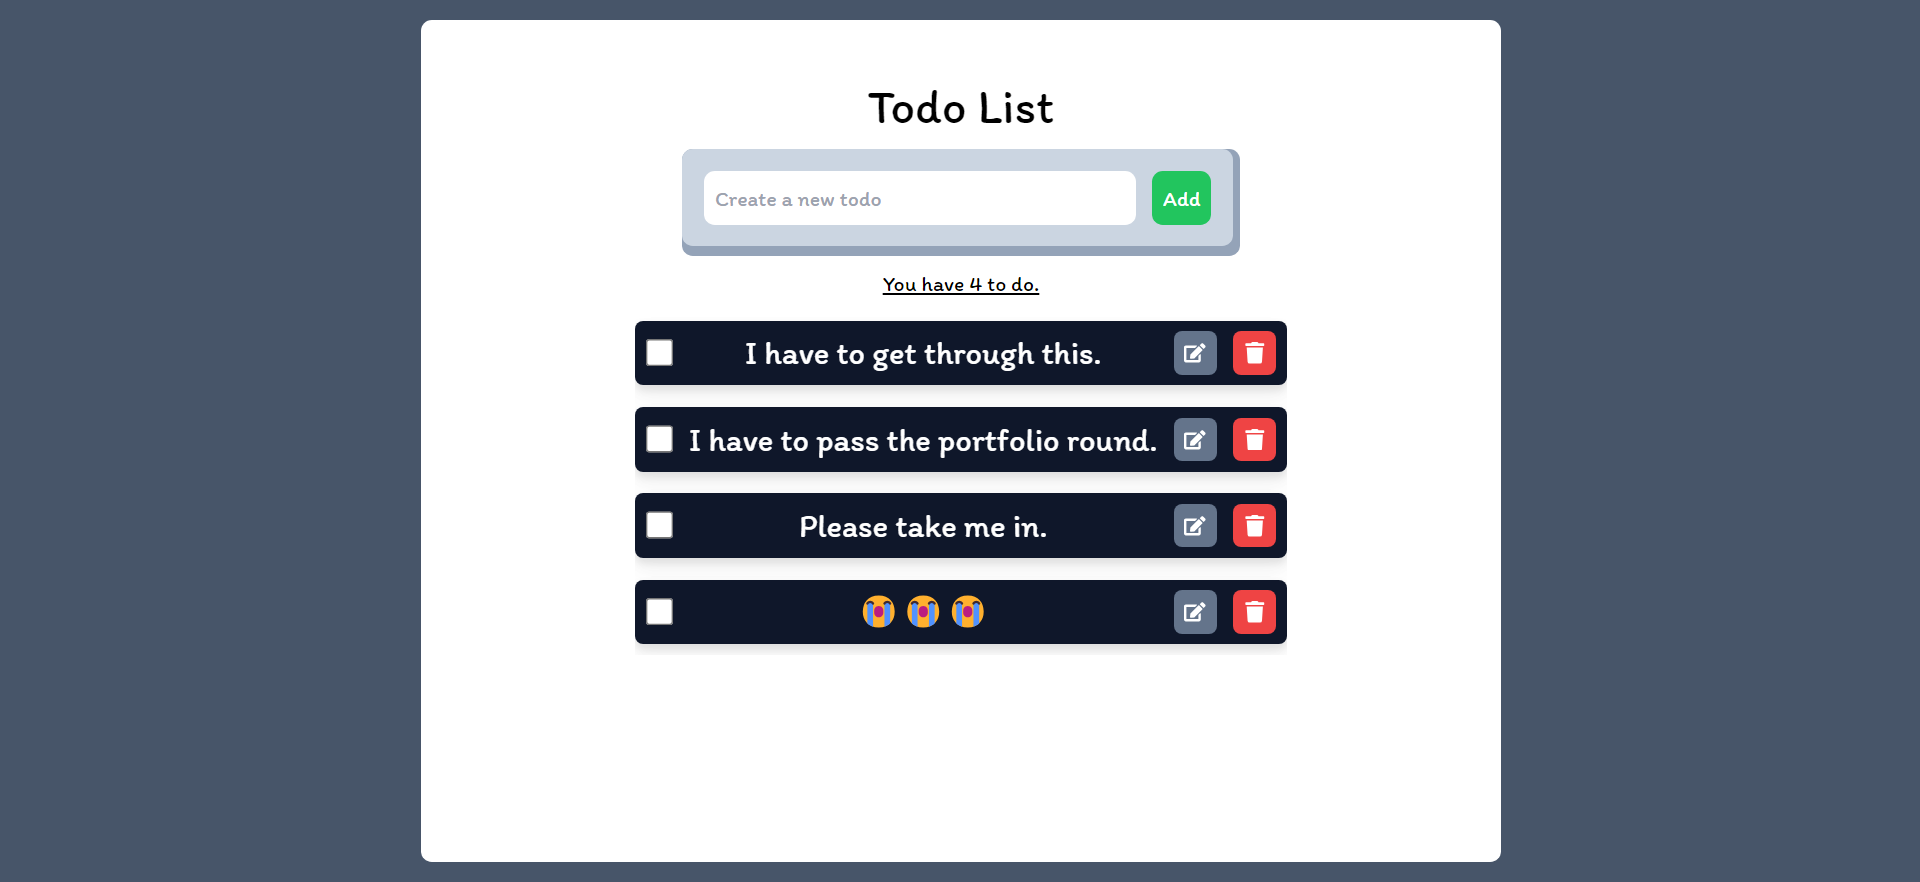 Todo List
Create a new todo
Add
You have 4 to do.
I have to get through this.
I have to pass the portfolio round.
Please take me in.
😭 😭 😭